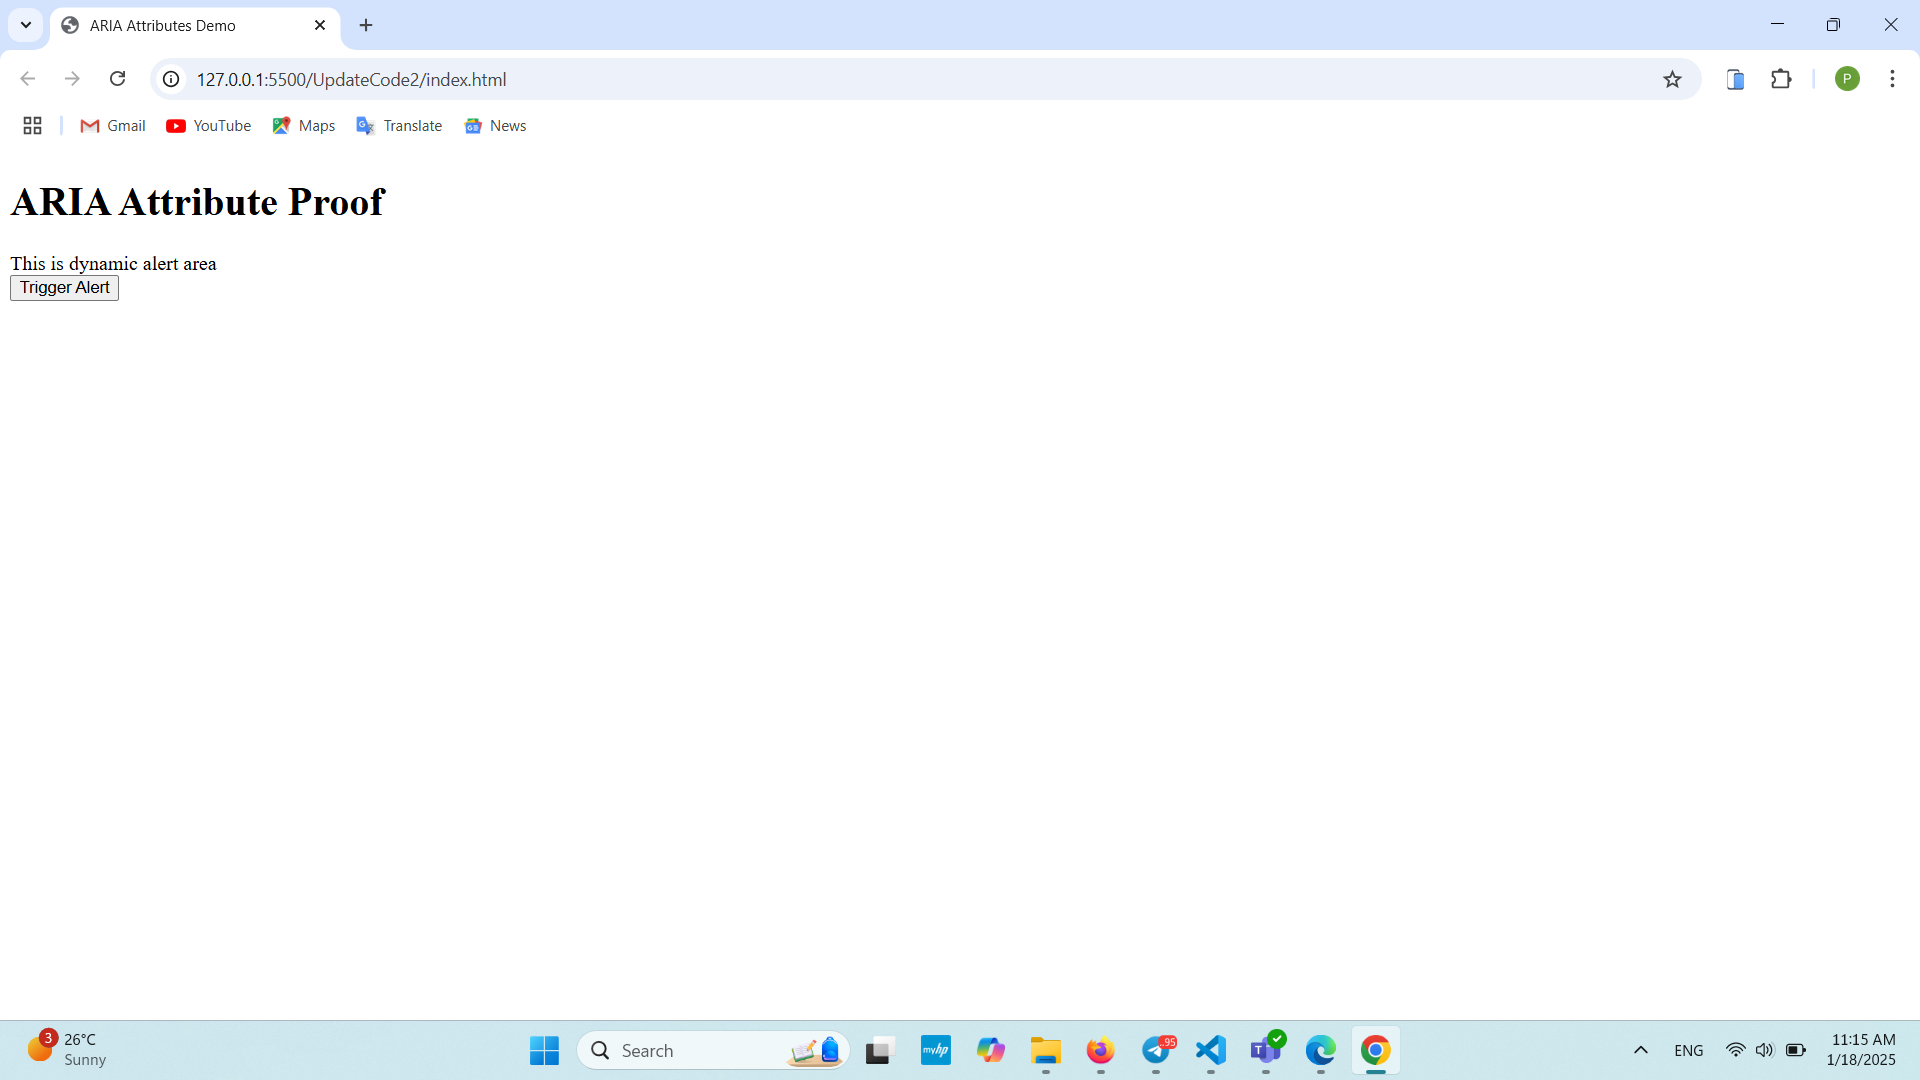 ARIA Attributes Demo
127.0.0.1:5500/UpdateCode2/index.html
P
Gmail
YouTube
Maps
Translate
News
ARIA Attribute Proof
This is dynamic alert area
Trigger Alert
3
26°C
Sunny
Search
myhp
.95
T
ENG
11:15 AM
1/18/2025